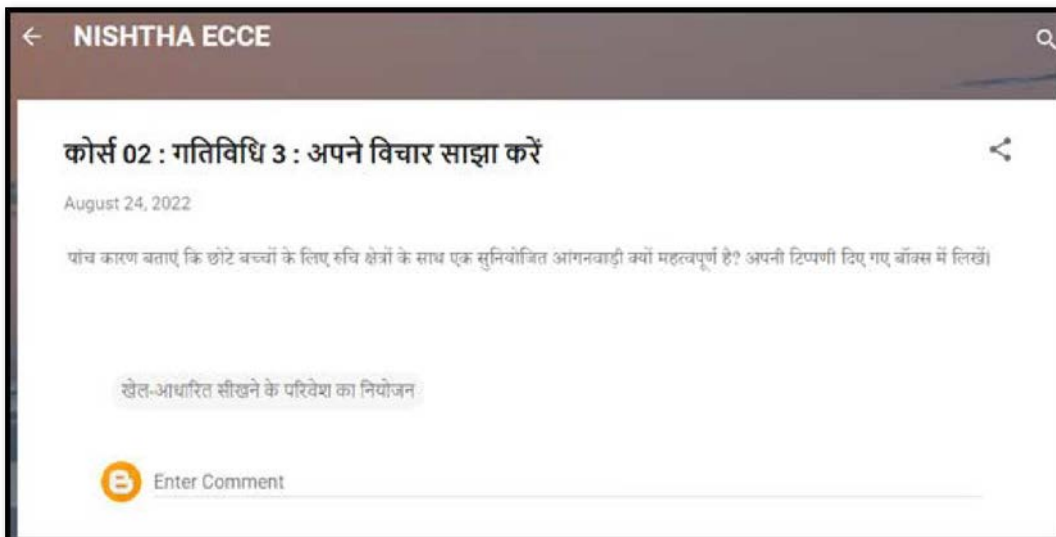 NISHTHA ECCE
कोर्स 02 : गतिविधि 3 : अपने विचार साझा करें
August 24, 2022
पांच कारण बताएं कि छोटे बच्चों के लिए रुचि क्षेत्रों के साथ एक सुनियोजित आंगनवाड़ी क्यों महत्वपूर्ण है? अपनी टिप्पणी दिए गए बॉक्स में लिखें।
खेल-आधारित सीखने के परिवेश का नियोजन
Enter Comment